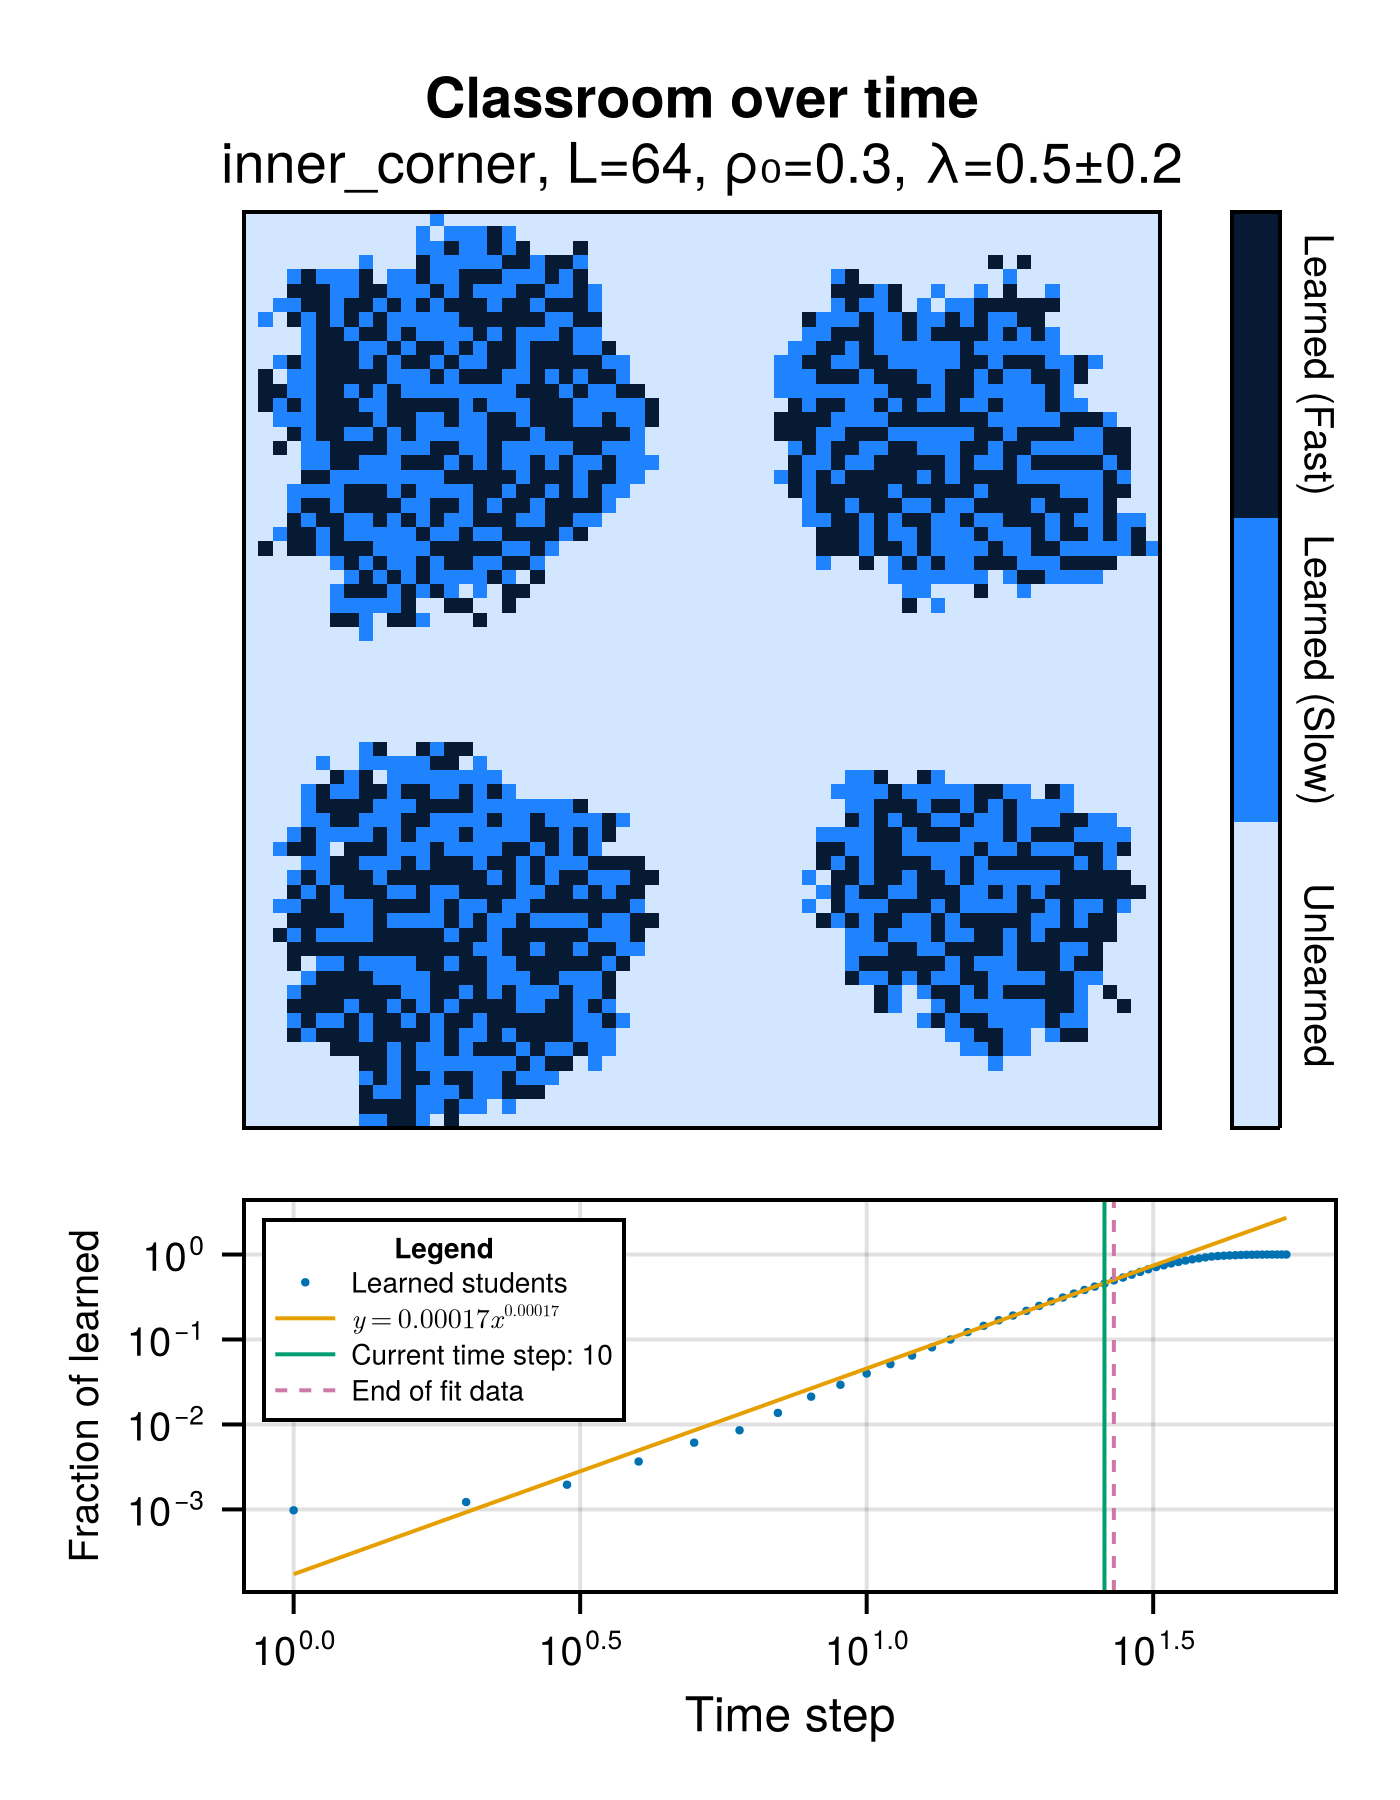 Classroom over time
inner_corner, L=64, ρ₀=0.3, λ=0.5±0.2
Learned (Fast)
Learned (Slow)
Unlearned
Fraction of learned
10⁰
10⁻¹
10⁻²
10⁻³
Legend
Learned students
y = 0.00017x^0.00017
Current time step: 10
End of fit data
10^0.0
10^0.5
10^1.0
10^1.5
Time step